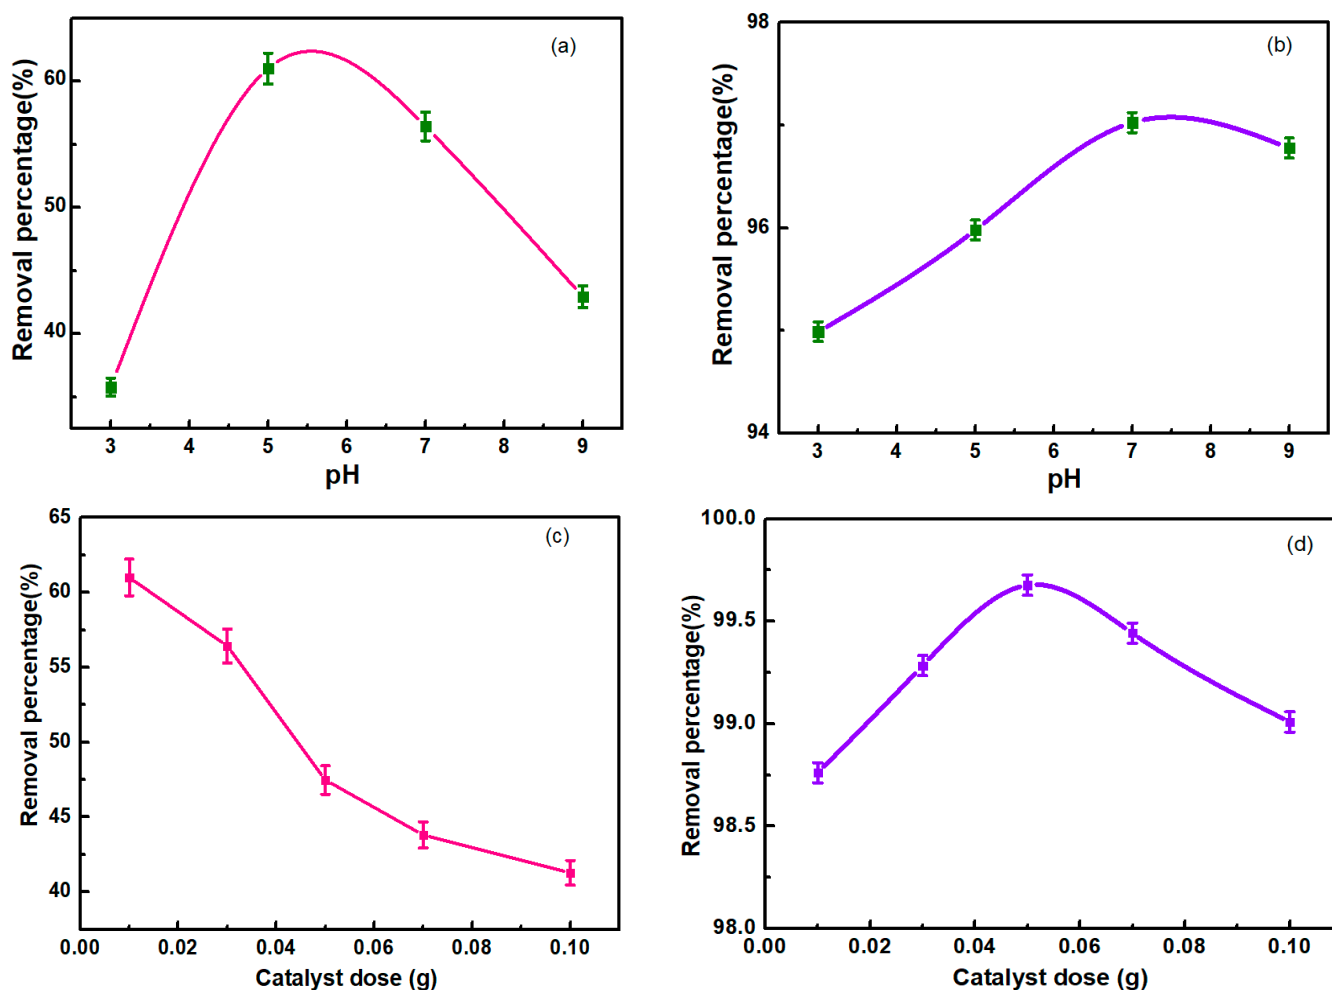 (a)
Removal percentage(%)
60
50
40
3 4 5 6 7 8 9
pH
(b)
Removal percentage(%)
98
96
94
3 4 5 6 7 8 9
pH
(c)
Removal percentage(%)
65
60
55
50
45
40
0.00 0.02 0.04 0.06 0.08 0.10
Catalyst dose (g)
(d)
Removal percentage(%)
100.0
99.5
99.0
98.5
98.0
0.00 0.02 0.04 0.06 0.08 0.10
Catalyst dose (g)